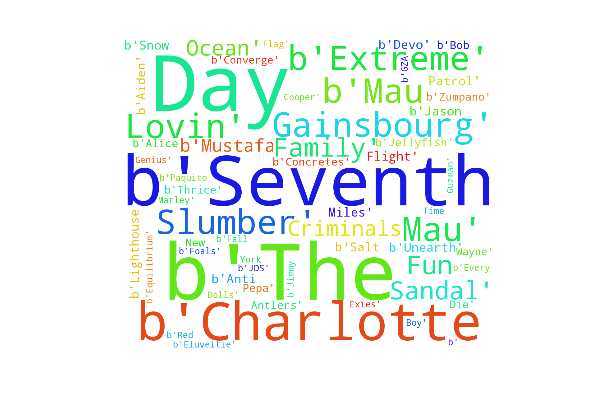 b'Snow
Ocean'
Flag'
b'Devo'
b'Bob
b'Converge'
b'Extreme'
Day
b'Aiden'
b'GZA'
Cooper'
b'Mau
Patrol'
b'Zumpano'
Lovin'
Gainsbourg'
b'Jason
b'Alice
b'Mustafa
Family'
b'Jellyfish'
Genius'
b'Concretes'
Flight'
b'Paquito
b'Seventh
b'Thrice'
Marley'
Guzman'
b'Lighthouse
Slumber'
Miles'
Time
New
b'Fall
Criminals
Mau'
b'Foals'
b'Salt
b'Unearth'
Wayne'
York
b'The
b'JDS'
b'Jimmy
Fun
b'Every
b'Equilibrium'
b'Anti
Pepa'
Dolls'
Sandal'
Antlers'
Exies'
Die'
b'Charlotte
Boy'
b'Red
b'Eluveitie'
b'